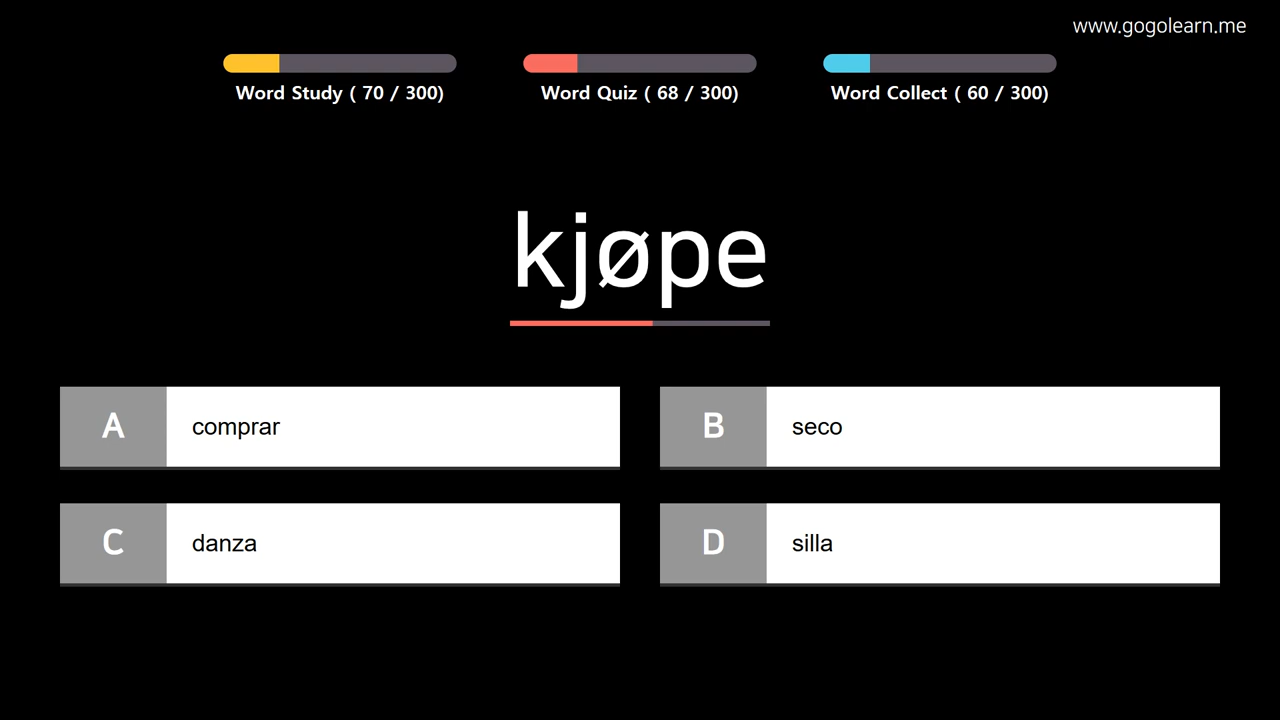 www.gogolearn.me
Word Study ( 70 / 300)
Word Quiz ( 68 / 300)
Word Collect ( 60 / 300)
kjøpe
A comprar
B seco
C danza
D silla